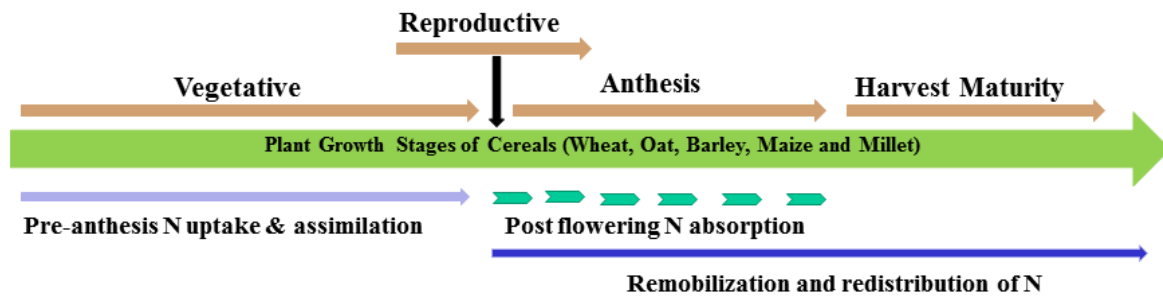 Reproductive
Vegetative
Anthesis
Harvest Maturity
Plant Growth Stages of Cereals (Wheat, Oat, Barley, Maize and Millet)
Pre-anthesis N uptake & assimilation
Post flowering N absorption
Remobilization and redistribution of N